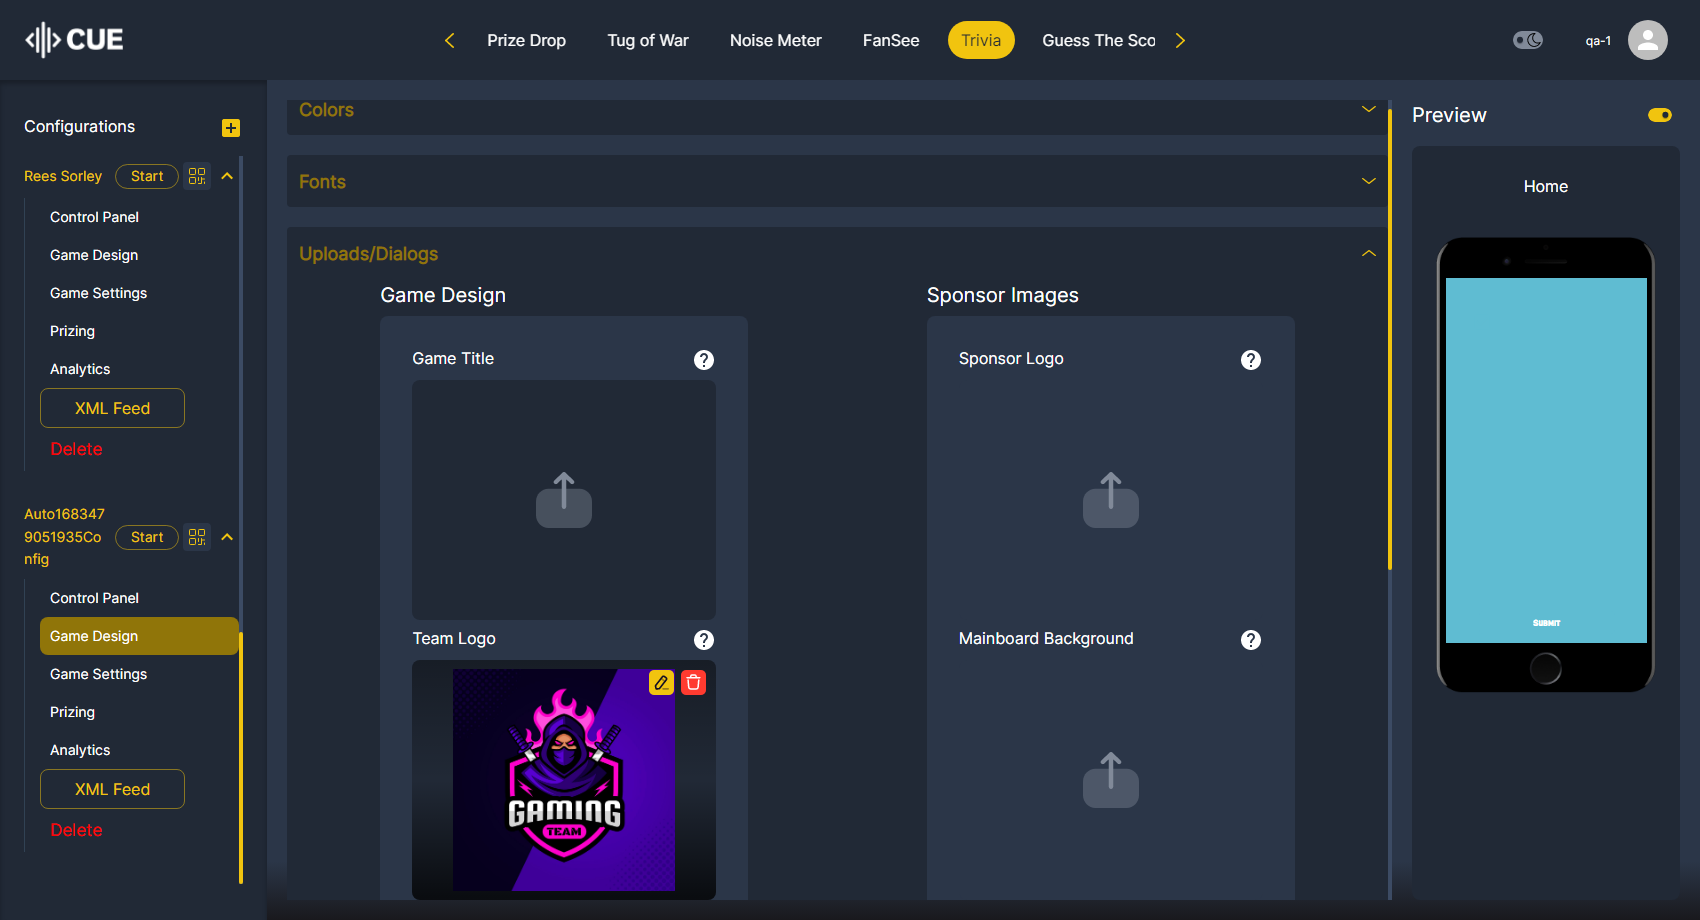 CUE
Prize Drop
Tug of War
Noise Meter
FanSee
Trivia
Guess The Sco
qa-1
Configurations
Rees Sorley
Start
Control Panel
Game Design
Game Settings
Prizing
Analytics
XML Feed
Delete
Auto168347
9051935Co
nfig
Start
Control Panel
Game Design
Game Settings
Prizing
Analytics
XML Feed
Delete
Colors
Fonts
Uploads/Dialogs
Game Design
Game Title
Team Logo
GAMING
TEAM
Sponsor Images
Sponsor Logo
Mainboard Background
Preview
Home
SUBMIT